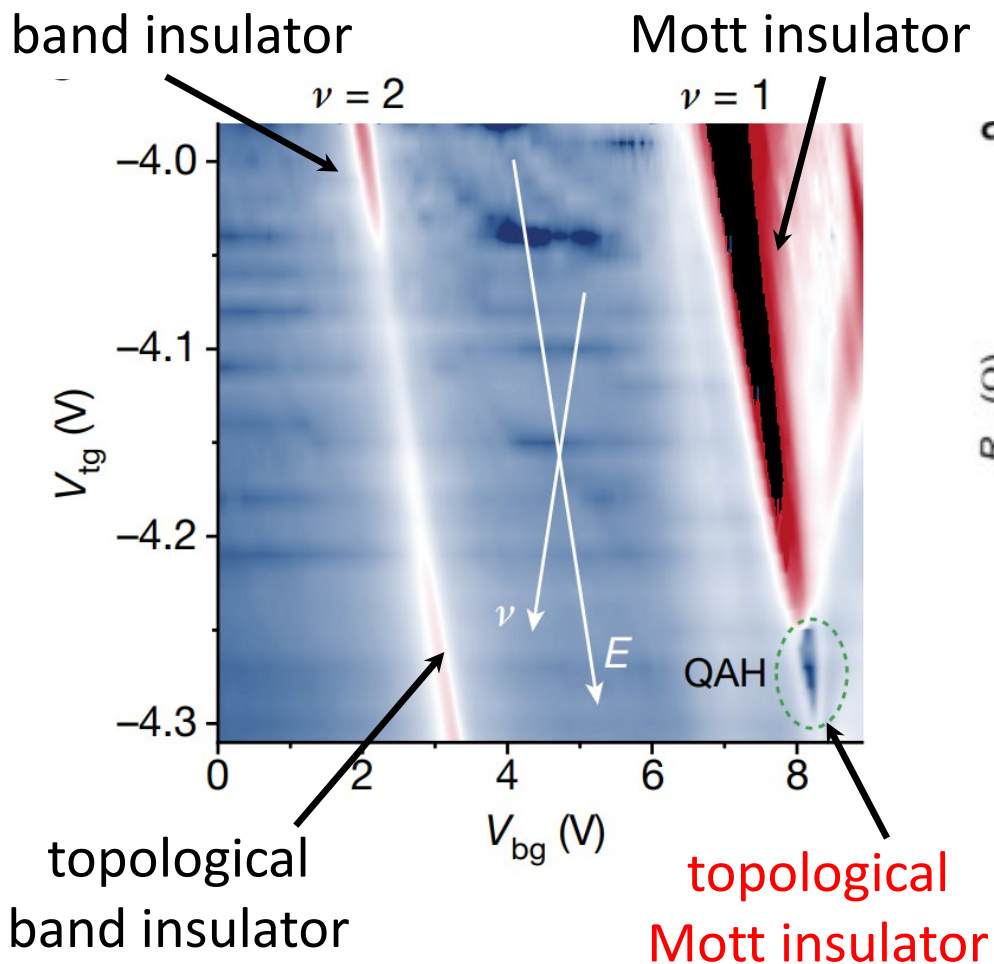 band insulator
Mott insulator
ν = 2
ν = 1
−4.0
−4.1
−4.2
−4.3
V_tg (V)
ν
E
QAH
0
2
4
6
8
V_bg (V)
topological
band insulator
topological
Mott insulator
(Ω)